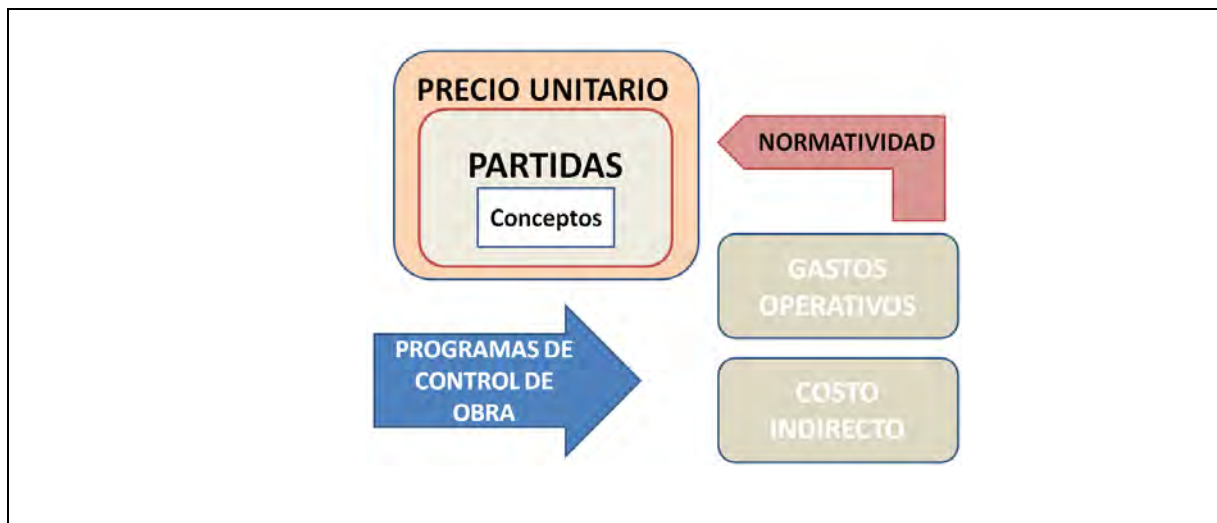 PRECIO UNITARIO
PARTIDAS
Conceptos
NORMATIVIDAD
GASTOS
OPERATIVOS
PROGRAMAS DE
CONTROL DE
OBRA
COSTO
INDIRECTO